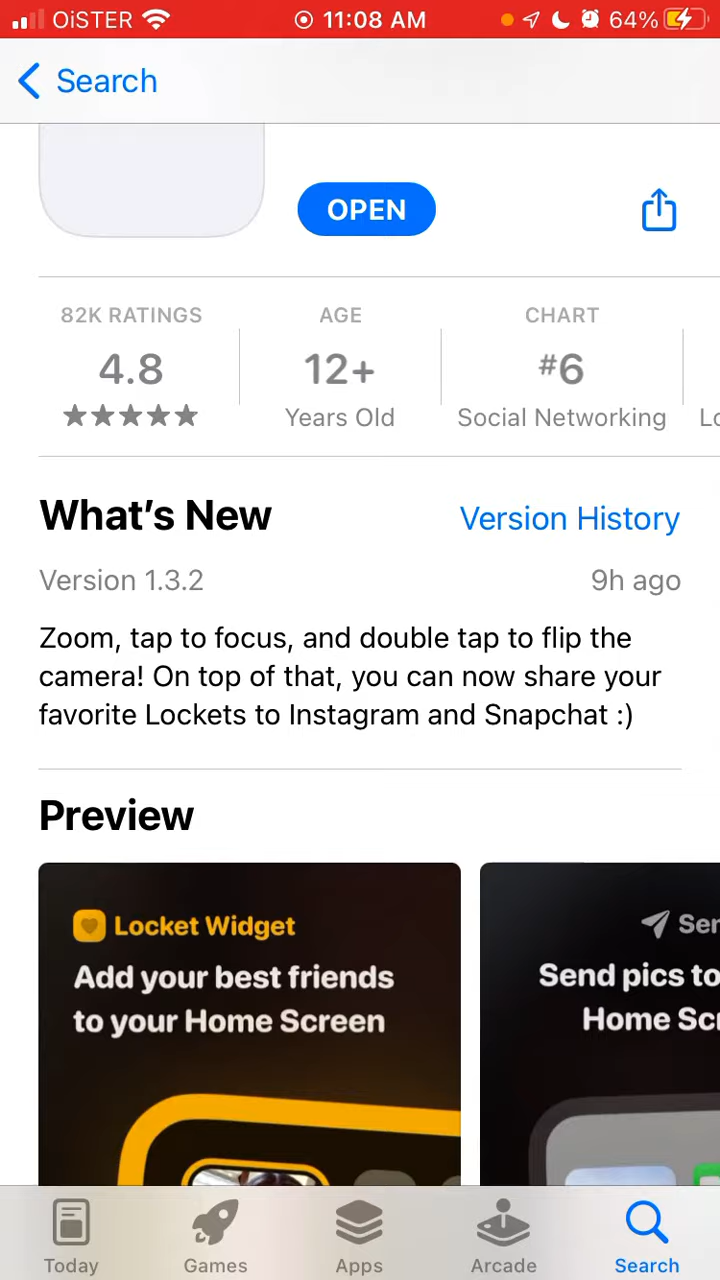 OiSTER 11:08 AM 64%
Search
OPEN
82K RATINGS AGE CHART
4.8 12+ #6
Years Old Social Networking
What's New Version History
Version 1.3.2 9h ago
Zoom, tap to focus, and double tap to flip the
camera! On top of that, you can now share your
favorite Lockets to Instagram and Snapchat :)
Preview
Locket Widget
Add your best friends
to your Home Screen
Send pics to
Home
Today Games Apps Arcade Search